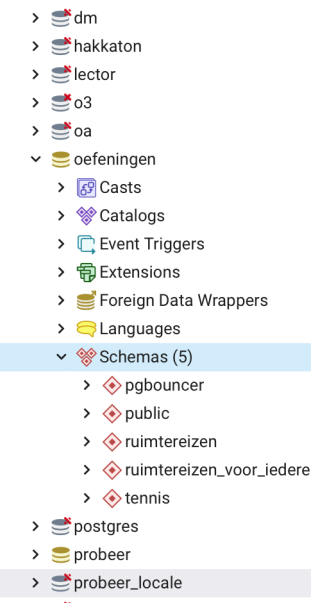 dm
hakkaton
lector
o3
oa
oefeningen
Casts
Catalogs
Event Triggers
Extensions
Foreign Data Wrappers
Languages
Schemas (5)
pgbouncer
public
ruimtereizen
ruimtereizen_voor_iedere
tennis
postgres
probeer
probeer_locale